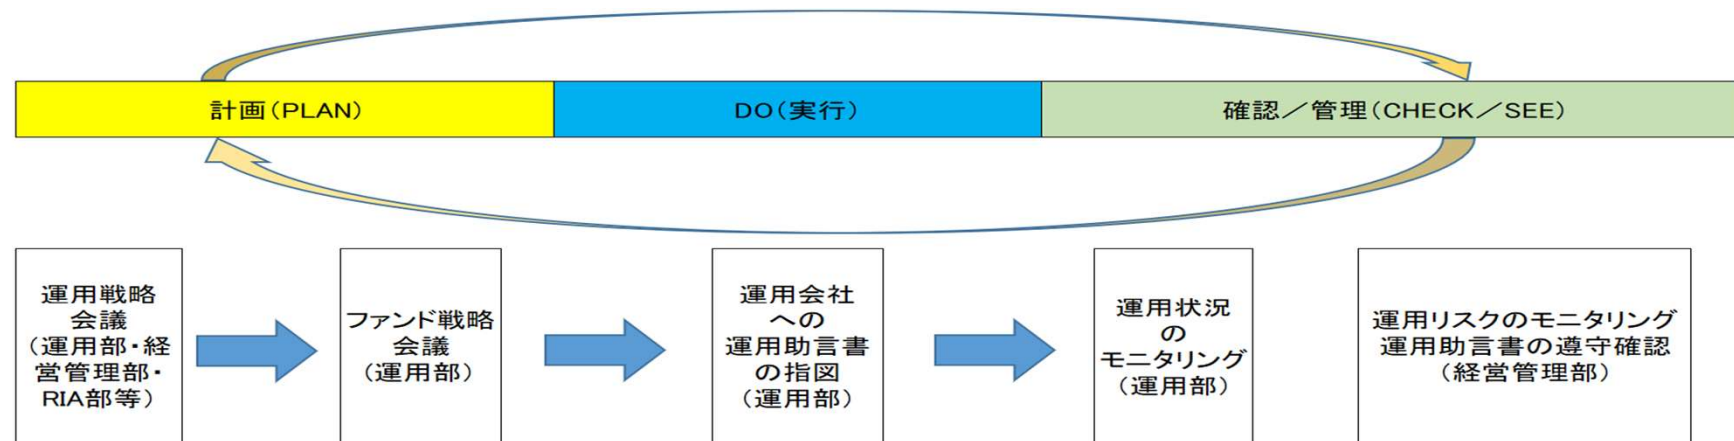 計画(PLAN)
DO(実行)
確認／管理(CHECK／SEE)
運用戦略
会議
(運用部・経
営管理部・
RIA部等)
ファンド戦略
会議
(運用部)
運用会社
への
運用助言書
の指図
(運用部)
運用状況
の
モニタリング
(運用部)
運用リスクのモニタリング
運用助言書の遵守確認
(経営管理部)